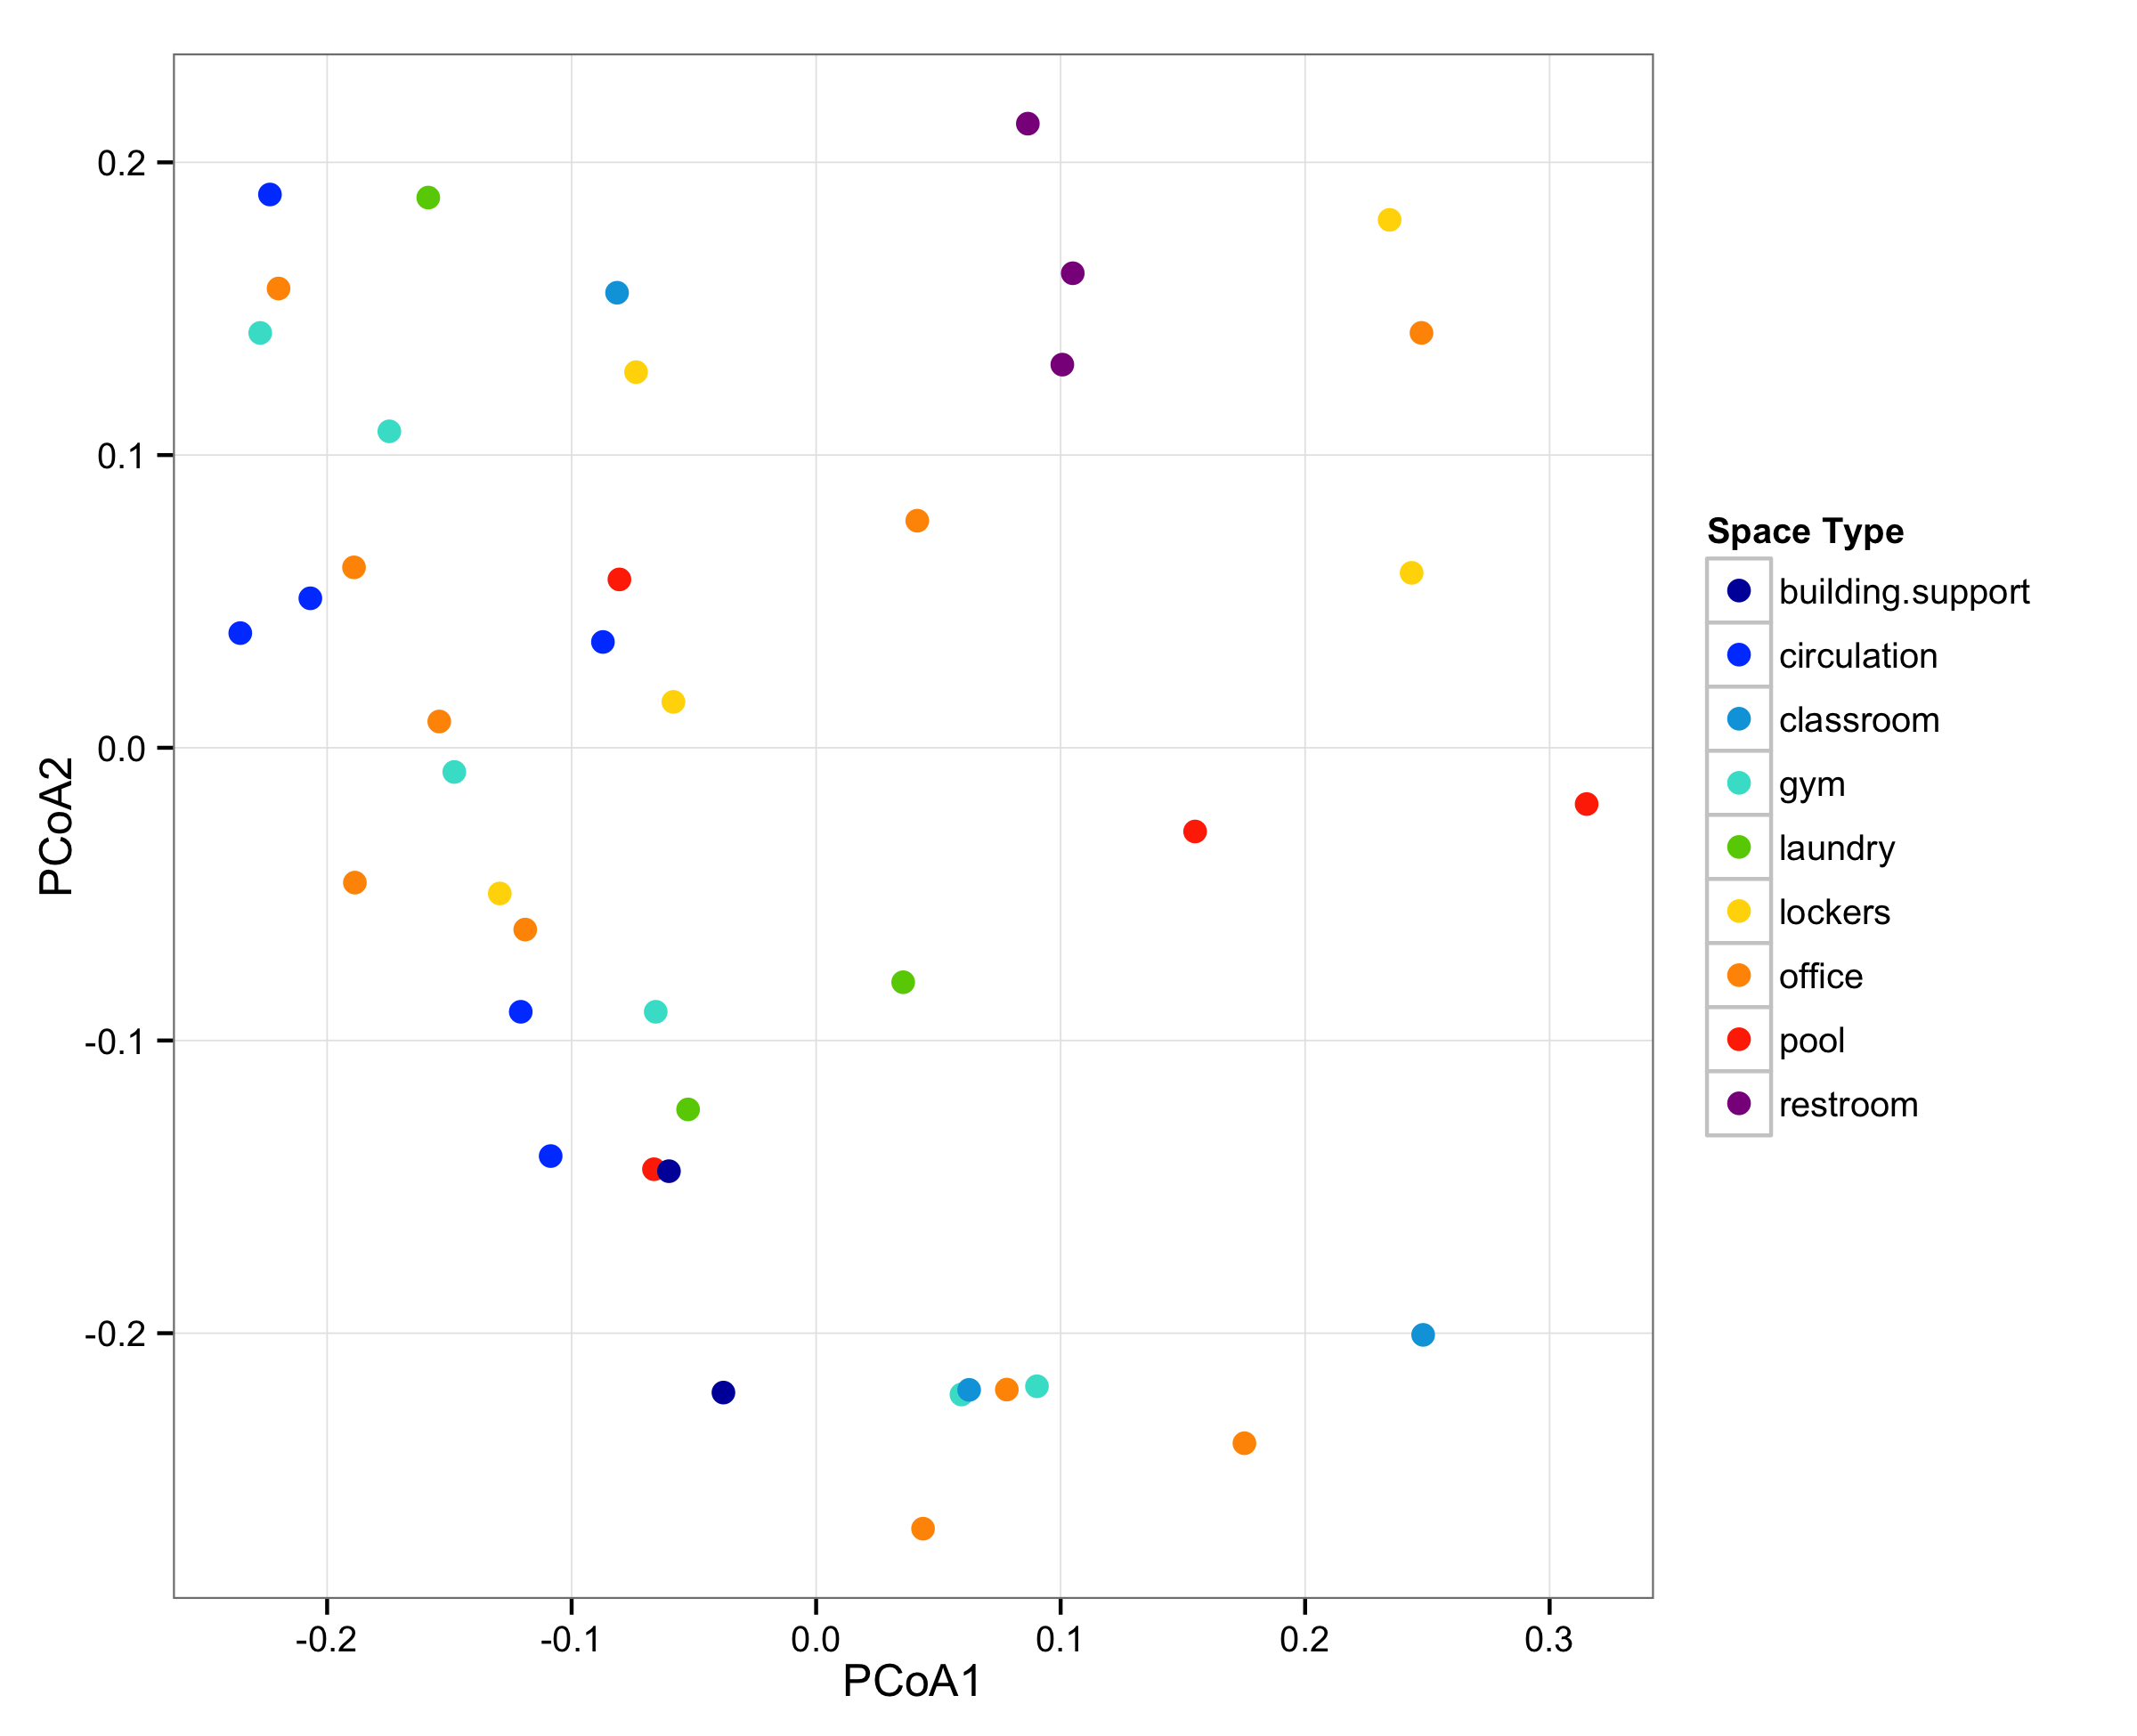 PCoA2
0.2
0.1
0.0
-0.1
-0.2
-0.2
-0.1
0.0
0.1
0.2
0.3
PCoA1
Space Type
building.support
circulation
classroom
gym
laundry
lockers
office
pool
restroom